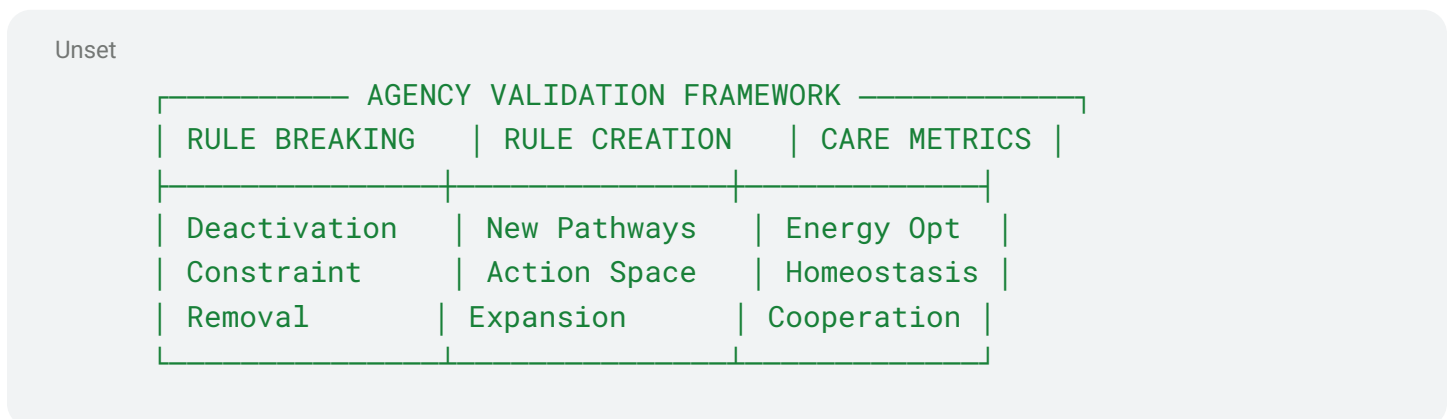 Unset
┌────────── AGENCY VALIDATION FRAMEWORK ────────────┐
│ RULE BREAKING   │ RULE CREATION   │ CARE METRICS │
├───────────────┼───────────────┼─────────────┤
│ Deactivation   │ New Pathways   │ Energy Opt  │
│ Constraint     │ Action Space   │ Homeostasis │
│ Removal       │ Expansion      │ Cooperation │
└───────────────┴───────────────┴─────────────┘